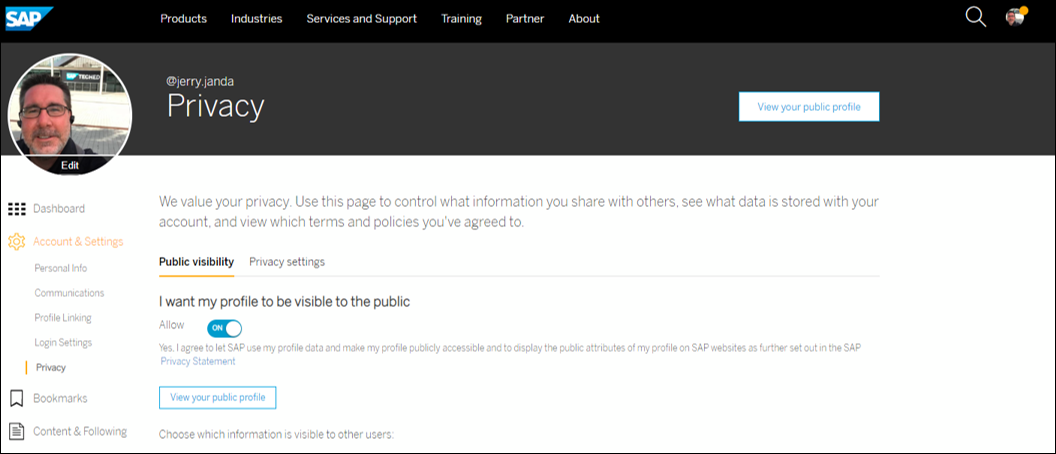 SAP
Products Industries Services and Support Training Partner About
SAP TECHED
@jerry.janda
Privacy
View your public profile
Edit
We value your privacy. Use this page to control what information you share with others, see what data is stored with your
account, and view which terms and policies you've agreed to.
Dashboard
Account & Settings
Personal Info
Communications
Profile Linking
Login Settings
Privacy
Bookmarks
Content & Following
Public visibility Privacy settings
I want my profile to be visible to the public
Allow ON
Yes, I agree to let SAP use my profile data and make my profile publicly accessible and to display the public attributes of my profile on SAP websites as further set out in the SAP
Privacy Statement
View your public profile
Choose which information is visible to other users: